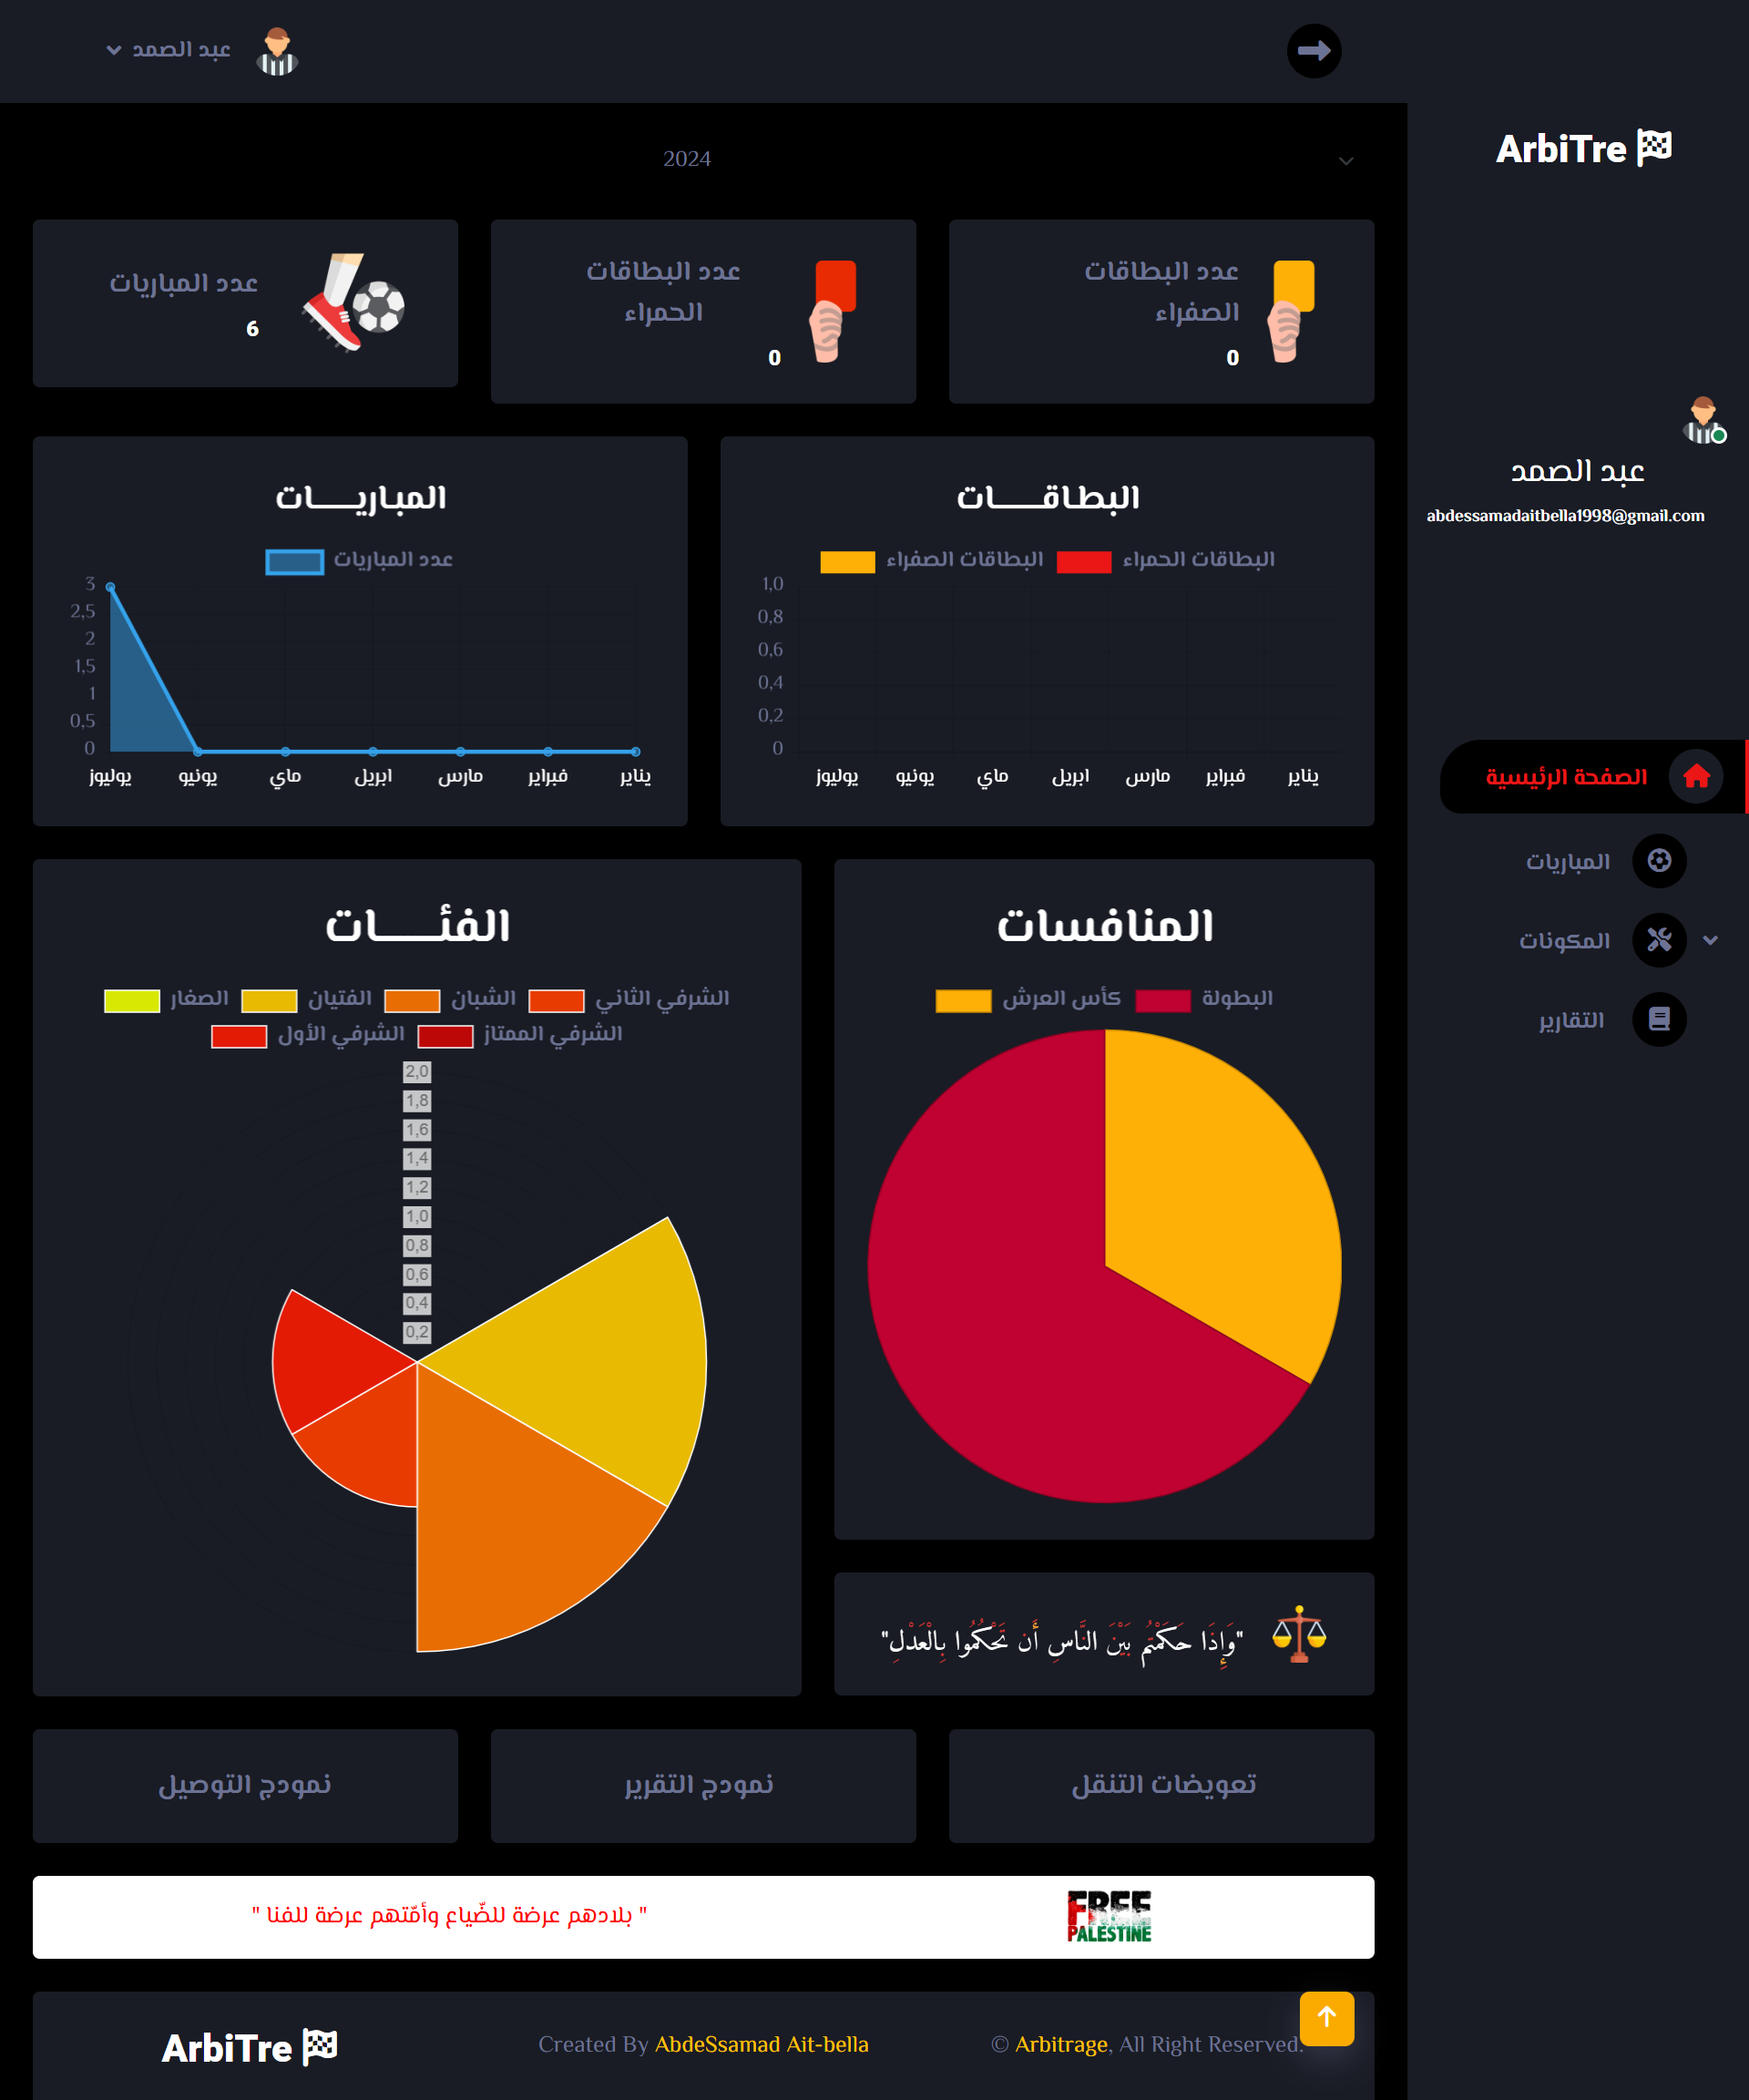 عبد الصمد
ArbiTre
2024
عدد البطاقات
الصفراء
0
عدد البطاقات
الحمراء
0
عدد المباريات
6
عبد الصمد
abdessamadaitbella1998@gmail.com
الصفحة الرئيسية
المباريات
المكونات
التقارير
البطـاقـــــات
البطاقات الحمراء
البطاقات الصفراء
1,0
0,8
0,6
0,4
0,2
0
يناير فبراير مارس ابريل ماي يونيو يوليوز
المبـاريـــــات
عدد المباريات
3
2,5
2
1,5
1
0,5
0
يناير فبراير مارس ابريل ماي يونيو يوليوز
المنافسات
البطولة
كأس العرش
الفئـــــات
الشرفي الثاني الشبان الفتيان الصغار
الشرفي الممتاز الشرفي الأول
2,0
1,8
1,6
1,4
1,2
1,0
0,8
0,6
0,4
0,2
"وَإِذَا حَكَمْتُم بَيْنَ النَّاسِ أَن تَحْكُمُوا بِالْعَدْلِ"
تعويضات التنقل
نمودج التقرير
نمودج التوصيل
FREE
PALESTINE
" بلادهم عرضة للضّياع وأمّتهم عرضة للفنا "
ArbiTre
Created By AbdeSsamad Ait-bella
© Arbitrage, All Right Reserved.